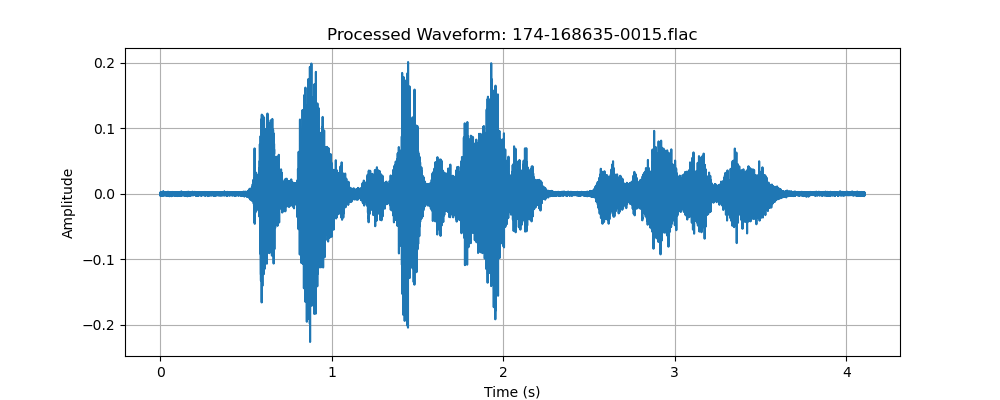 Processed Waveform: 174-168635-0015.flac
0.2
0.1
0.0
−0.1
−0.2
Amplitude
0 1 2 3 4
Time (s)